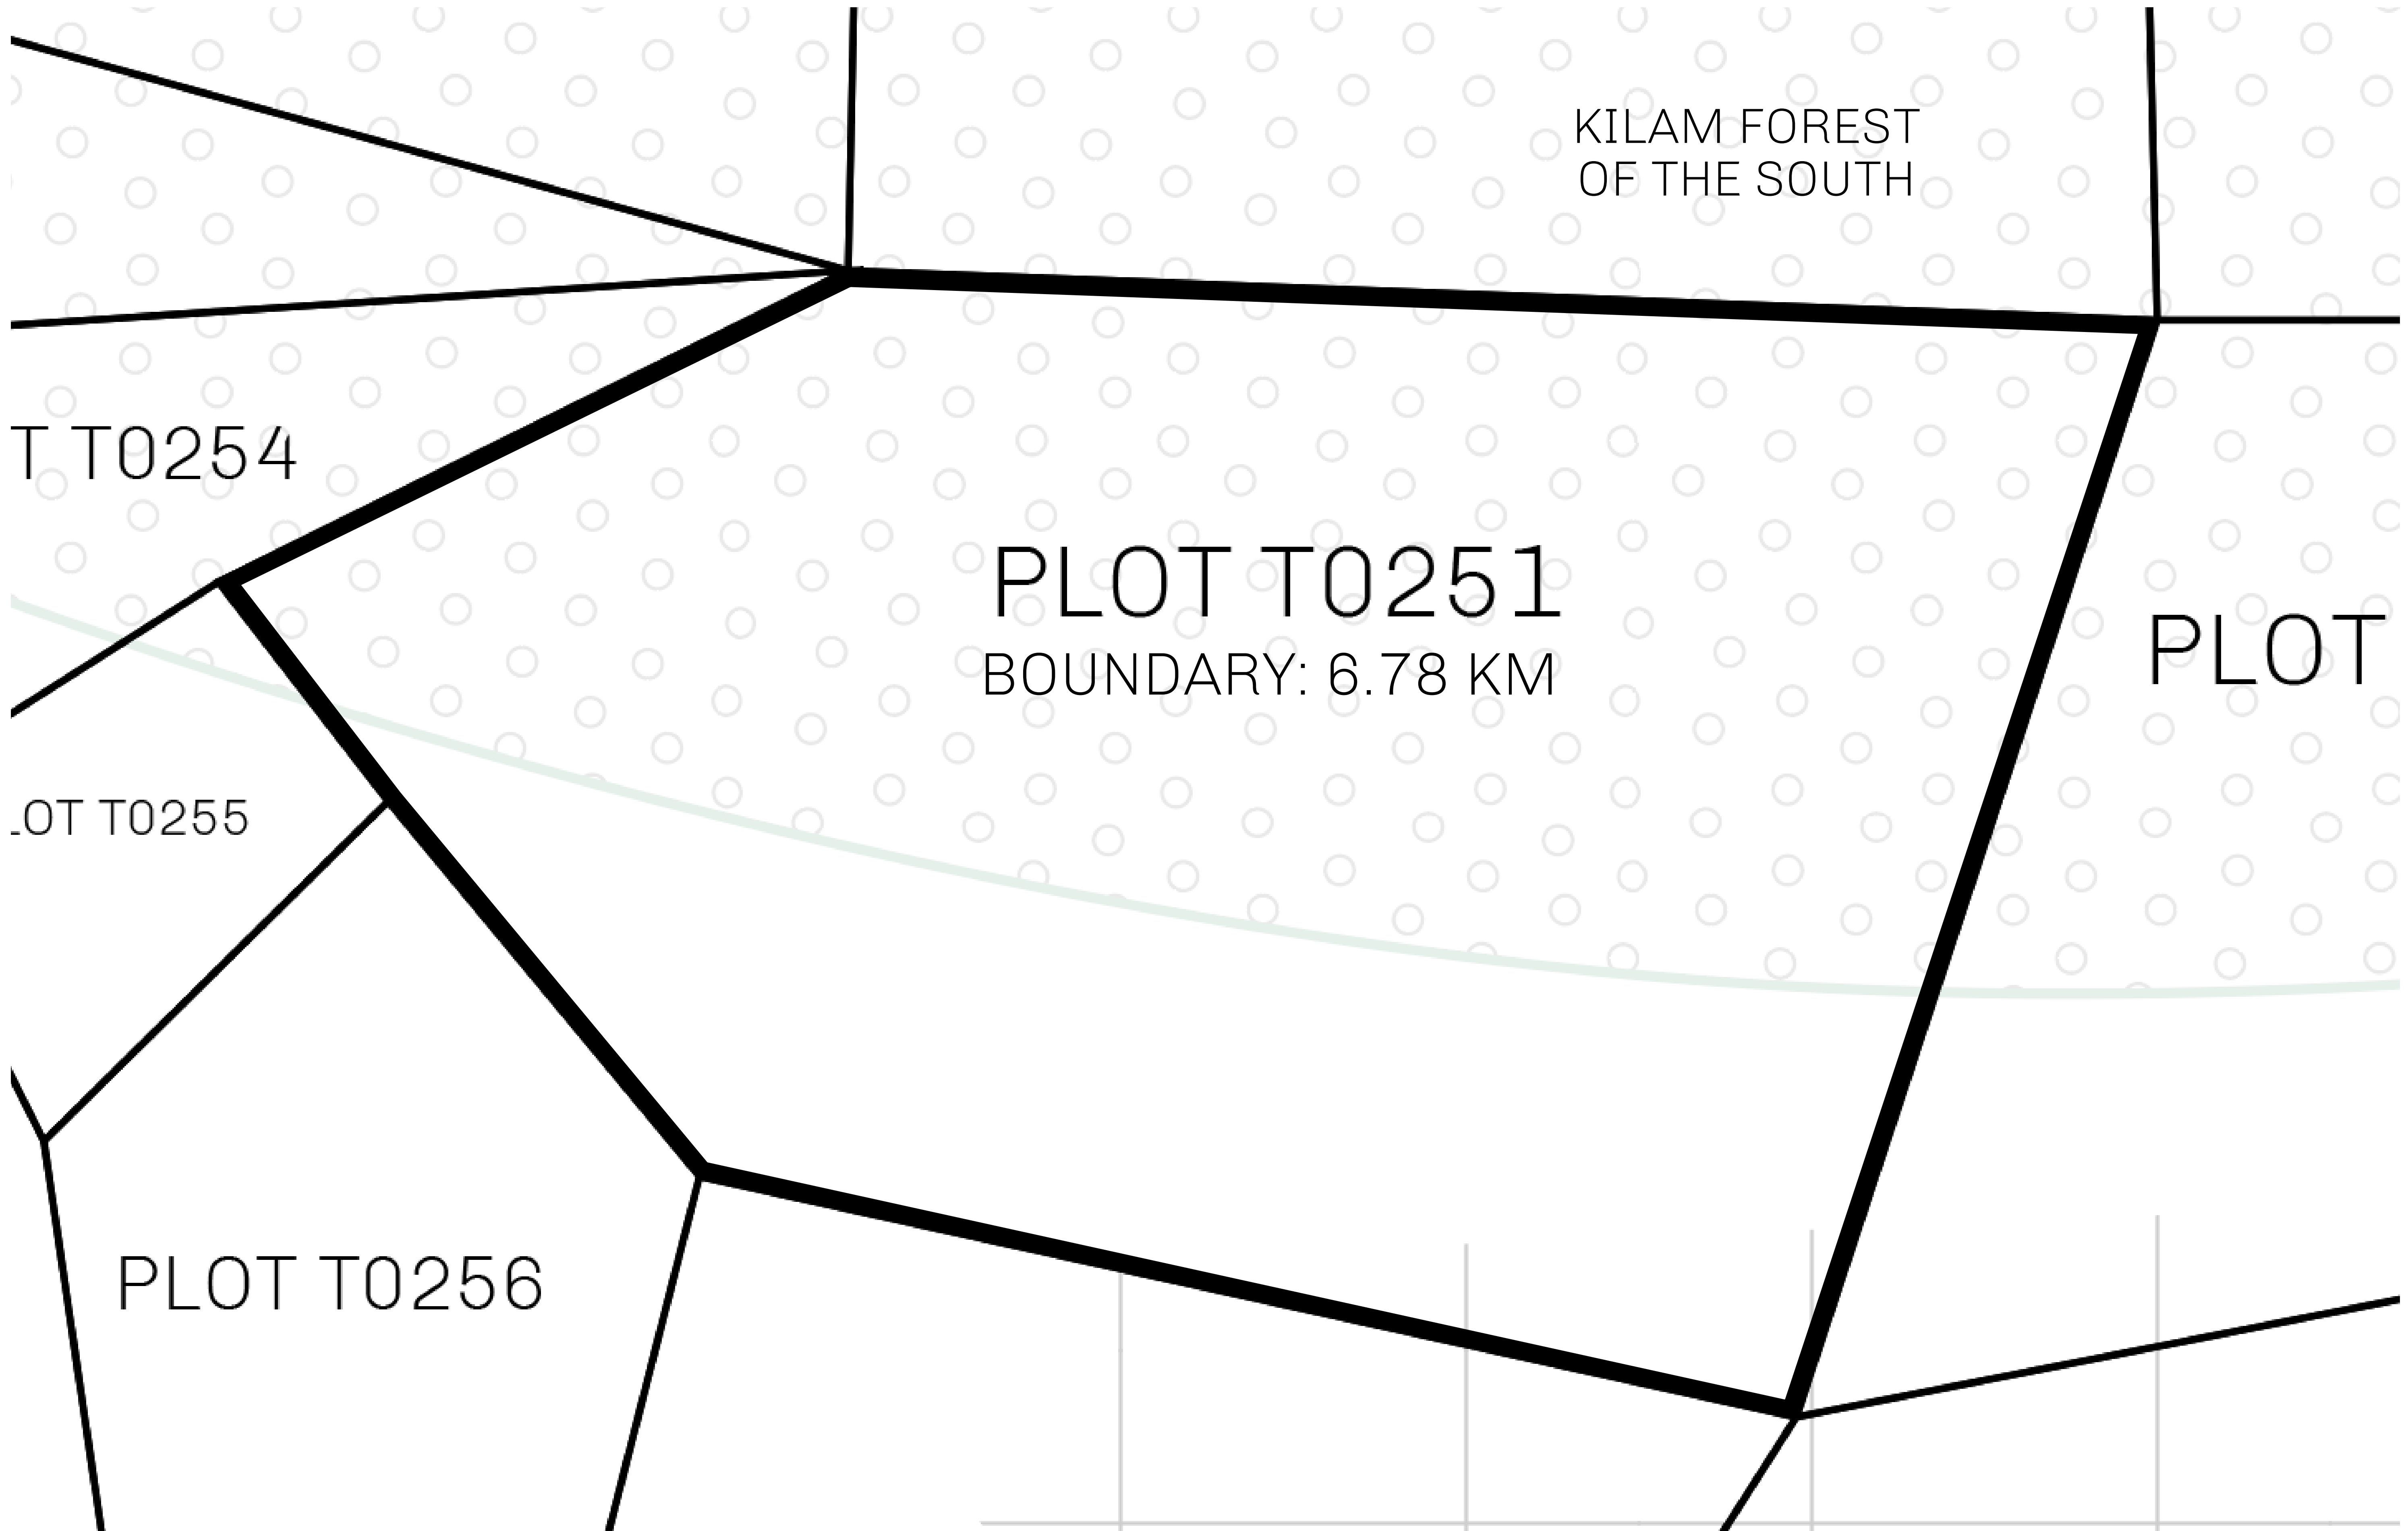 KILAM FOREST
OF THE SOUTH
T T0254
PLOT T0251
BOUNDARY: 6.78 KM
PLOT
LOT T0255
PLOT T0256